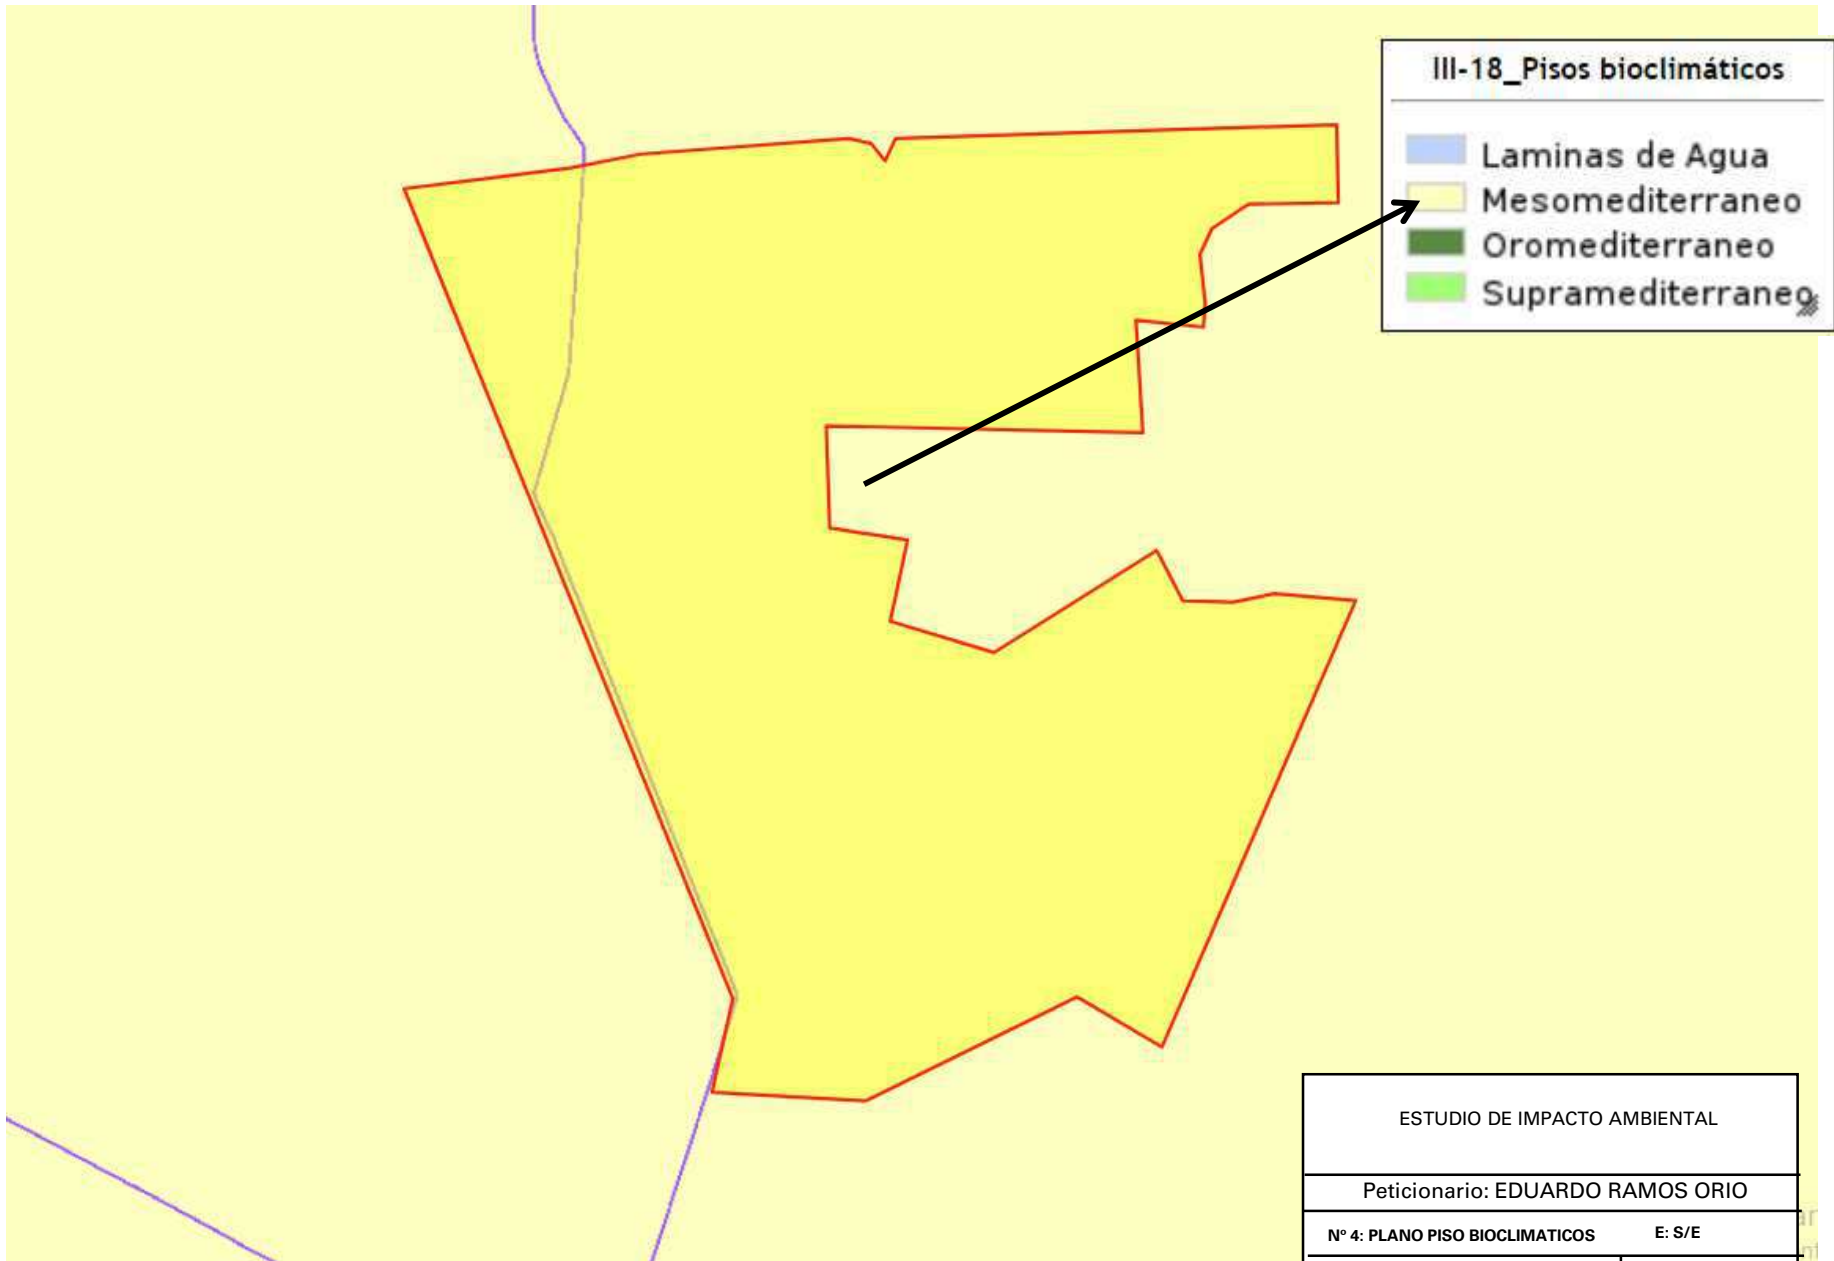 III-18_Pisos bioclimáticos
Laminas de Agua
Mesomediterraneo
Oromediterraneo
Supramediterraneo
ESTUDIO DE IMPACTO AMBIENTAL
Peticionario: EDUARDO RAMOS ORIO
Nº 4: PLANO PISO BIOCLIMATICOS E: S/E